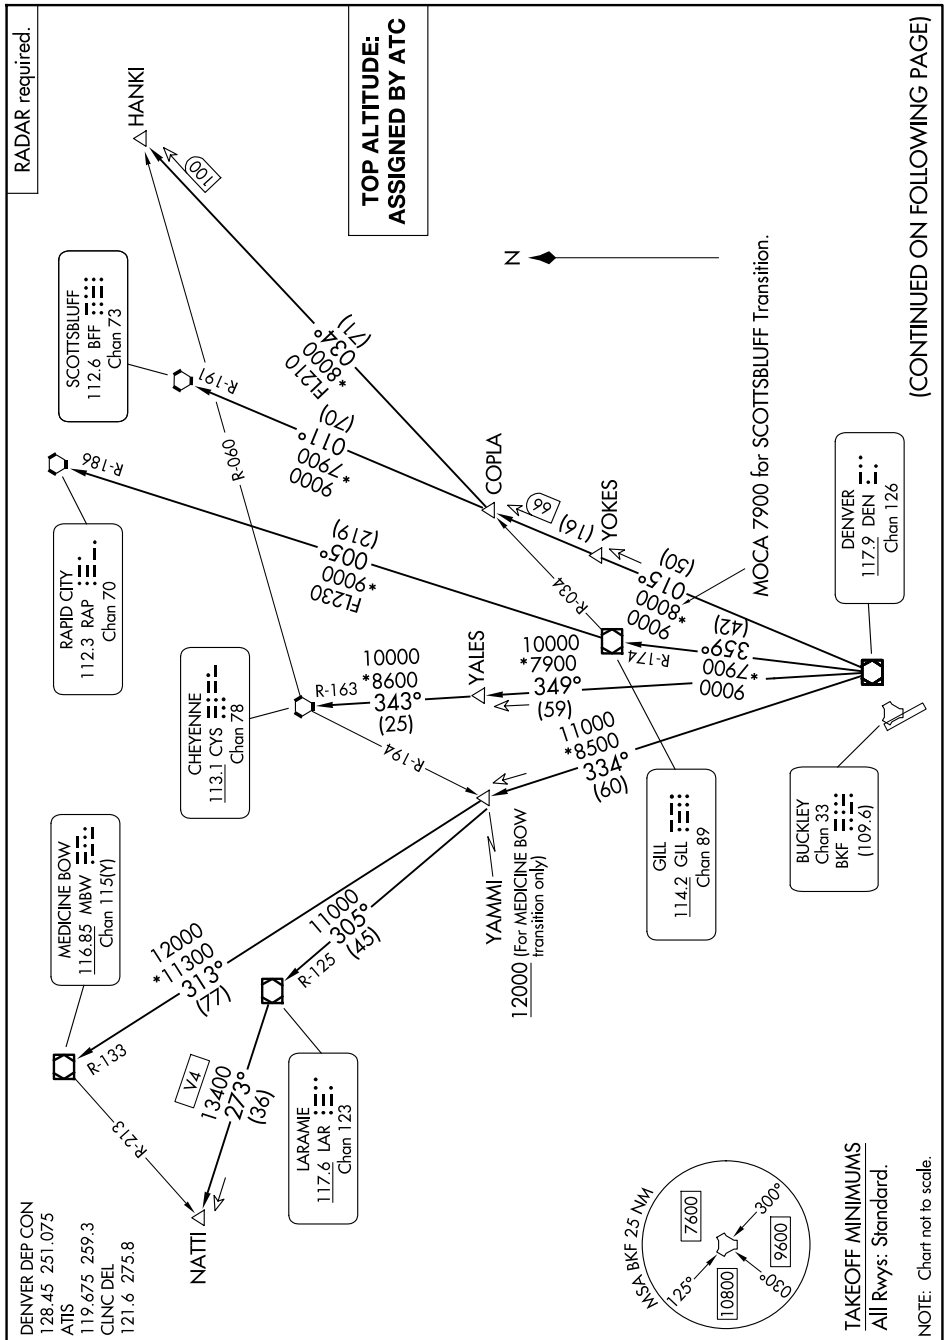 DENVER DEP CON
128.45 251.075
ATIS
119.675 259.3
CLNC DEL
121.6 275.8
RADAR required.
TOP ALTITUDE:
ASSIGNED BY ATC
MEDICINE BOW
116.85 MBW
Chan 115(Y)
CHEYENNE
113.1 CYS
Chan 78
RAPID CITY
112.3 RAP
Chan 70
SCOTTSBLUFF
112.6 BFF
Chan 73
HANKI
100
NATTI
R-213
R-133
12000
*11300
313°
(77)
V4
13400
273°
(36)
LARAMIE
117.6 LAR
Chan 123
R-125
11000
305°
(45)
YAMMI
12000 (For MEDICINE BOW
transition only)
R-194
R-163
10000
*8600
343°
(25)
YALES
10000
*7900
349°
(59)
11000
*8500
334°
(60)
R-060
R-186
FL230
*9000
005°
(219)
R-191
9000
*7900
011°
(70)
FL210
*8000
034°
(71)
COPLA
66
(16)
YOKES
R-034
R-174
9000
*8000
015°
(50)
9000
*7900
359°
(42)
N
MOCA 7900 for SCOTTSBLUFF Transition.
GILL
114.2 GLL
Chan 89
DENVER
117.9 DEN
Chan 126
BUCKLEY
Chan 33
BKF
(109.6)
MSA BKF 25 NM
7600
9600
10800
125°
300°
030°
TAKEOFF MINIMUMS
All Rwys: Standard.
NOTE: Chart not to scale.
(CONTINUED ON FOLLOWING PAGE)